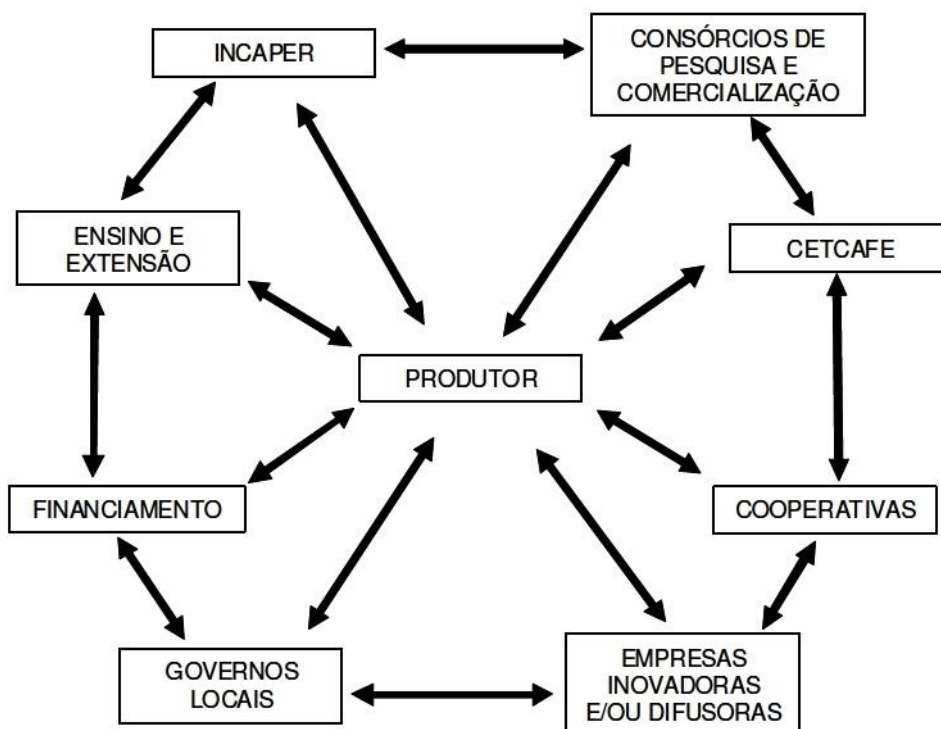 INCAPER
CONSÓRCIOS DE
PESQUISA E
COMERCIALIZAÇÃO
ENSINO E
EXTENSÃO
CETCAFE
PRODUTOR
FINANCIAMENTO
COOPERATIVAS
GOVERNOS
LOCAIS
EMPRESAS
INOVADORAS
E/OU DIFUSORAS